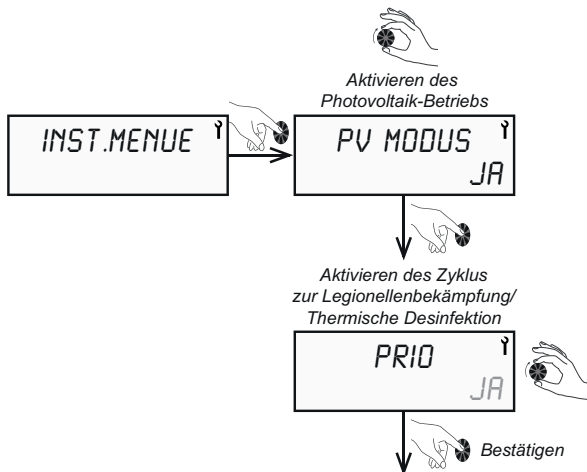 Aktivieren des
Photovoltaik-Betriebs
INST.MENUE
PV MODUS
JA
Aktivieren des Zyklus
zur Legionellenbekämpfung/
Thermische Desinfektion
PRIO
JA
Bestätigen